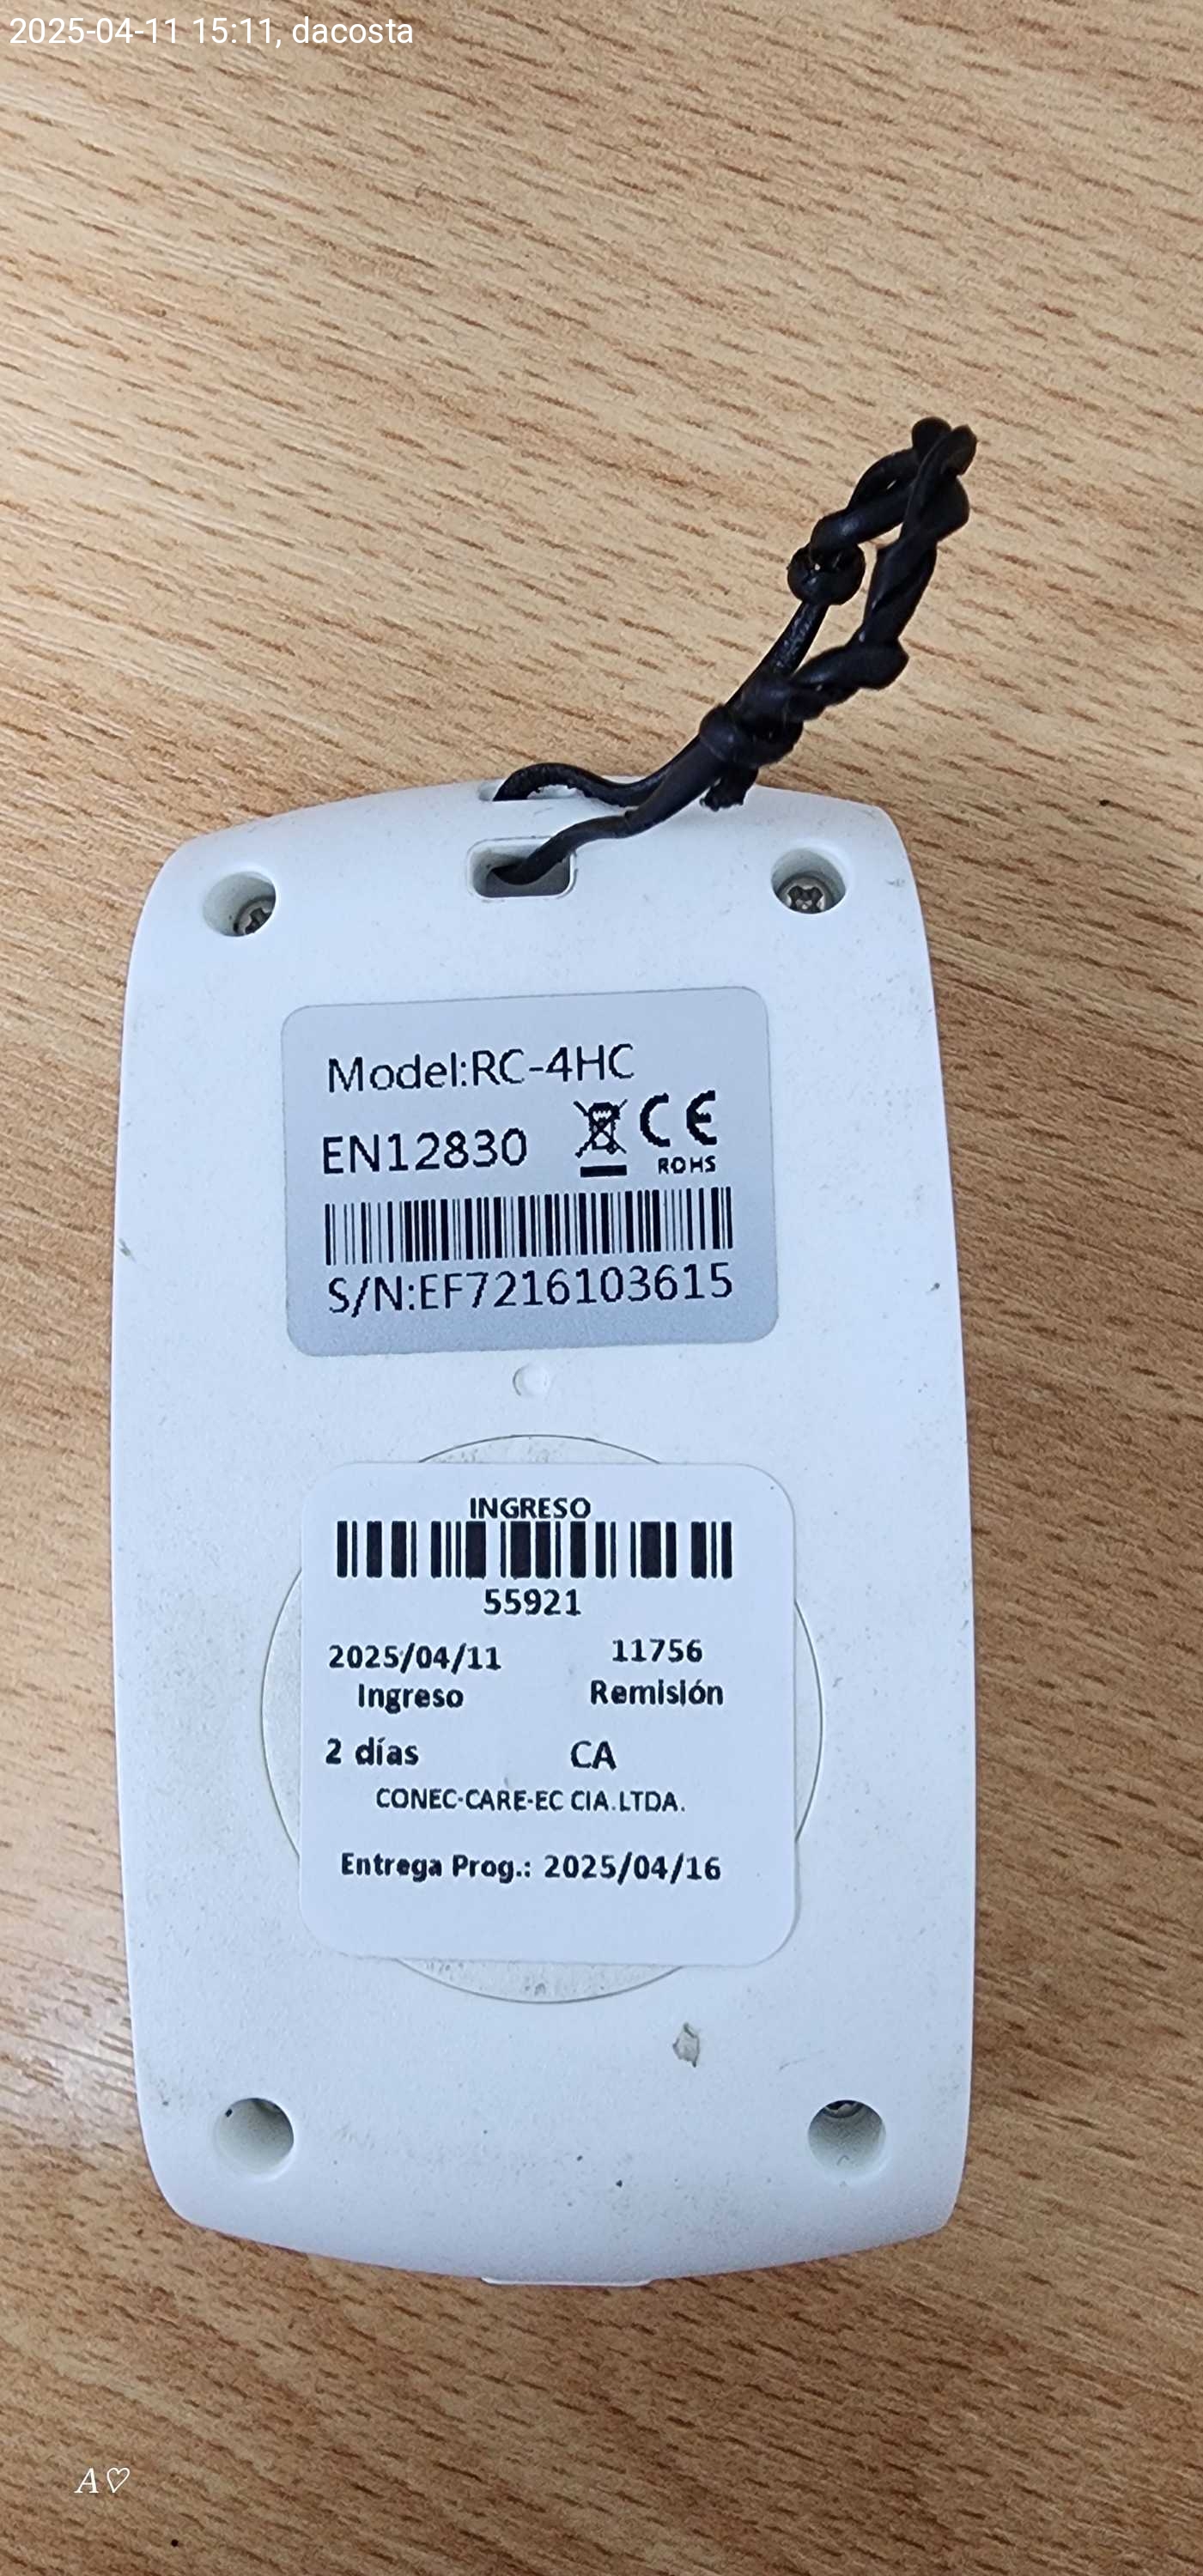 2025-04-11 15:11, dacosta
Model:RC-4HC
EN12830 CE
ROHS
S/N:EF7216103615
INGRESO
55921
2025/04/11 11756
Ingreso Remisión
2 días CA
CONEC-CARE-EC CIA.LTDA.
Entrega Prog.: 2025/04/16
A♡